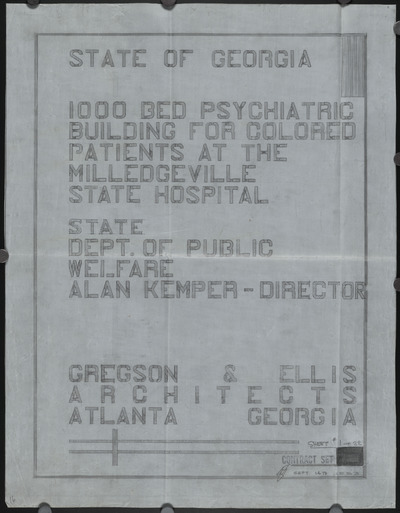 STATE OF GEORGIA
1000 BED PSYCHIATRIC
BUILDING FOR COLORED
PATIENTS AT THE
MILLEDGEVILLE
STATE HOSPITAL
STATE
DEPT. OF PUBLIC
WELFARE
ALAN KEMPER - DIRECTOR
GREGSON & ELLIS
ARCHITECTS
ATLANTA GEORGIA
CONTRACT SET